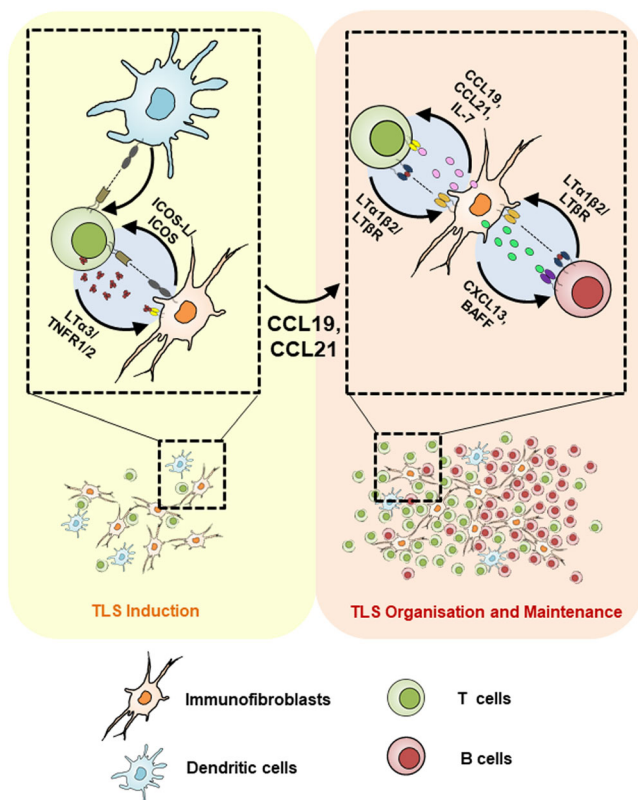 ICOS-L/
ICOS
LTα3/
TNFR1/2
CCL19,
CCL21
CCL19,
CCL21,
IL-7
LTα1β2/
LTβR
LTα1β2/
LTβR
CXCL13,
BAFF
TLS Induction
TLS Organisation and Maintenance
Immunofibroblasts
T cells
Dendritic cells
B cells